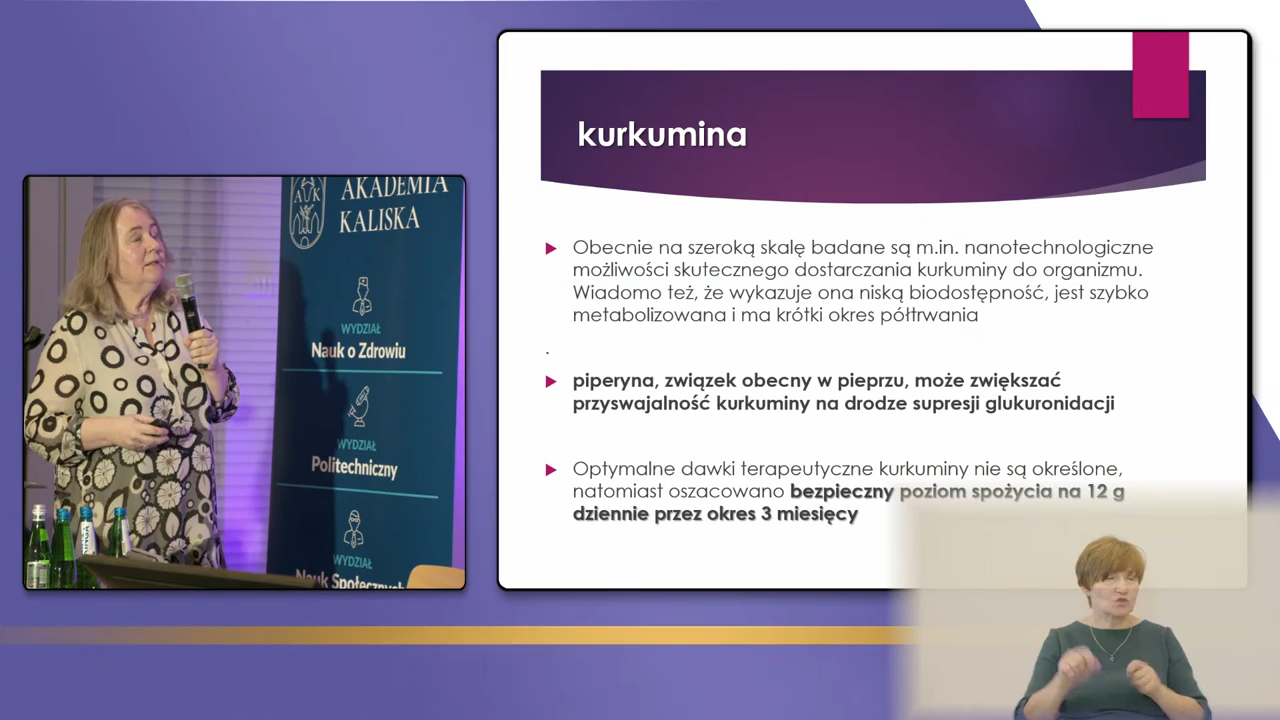 AKADEMIA
KALISKA
AK
WYDZIAŁ
Nauk o Zdrowiu
WYDZIAŁ
Politechniczny
WYDZIAŁ
Nauk Społecznych
kurkumina
Obecnie na szeroką skalę badane są m.in. nanotechnologiczne
możliwości skutecznego dostarczania kurkuminy do organizmu.
Wiadomo też, że wykazuje ona niską biodostępność, jest szybko
metabolizowana i ma krótki okres półtrwania
.
piperyna, związek obecny w pieprzu, może zwiększać
przyswajalność kurkuminy na drodze supresji glukuronidacji
Optymalne dawki terapeutyczne kurkuminy nie są określone,
natomiast oszacowano bezpieczny poziom spożycia na 12 g
dziennie przez okres 3 miesięcy